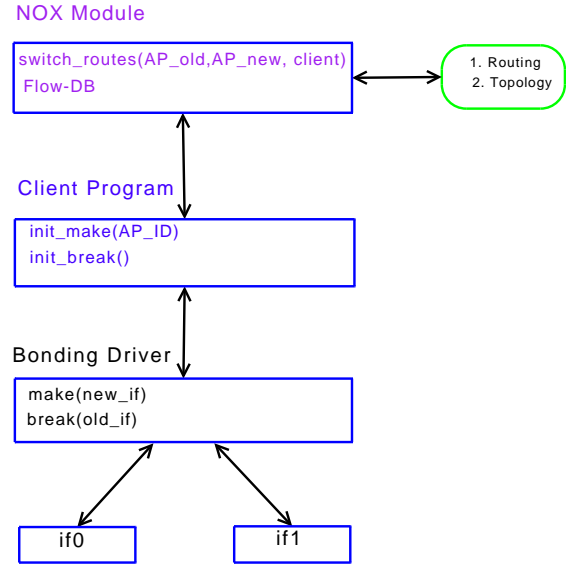 NOX Module
switch_routes(AP_old,AP_new, client)
Flow-DB
1. Routing
2. Topology
Client Program
init_make(AP_ID)
init_break()
Bonding Driver
make(new_if)
break(old_if)
if0
if1